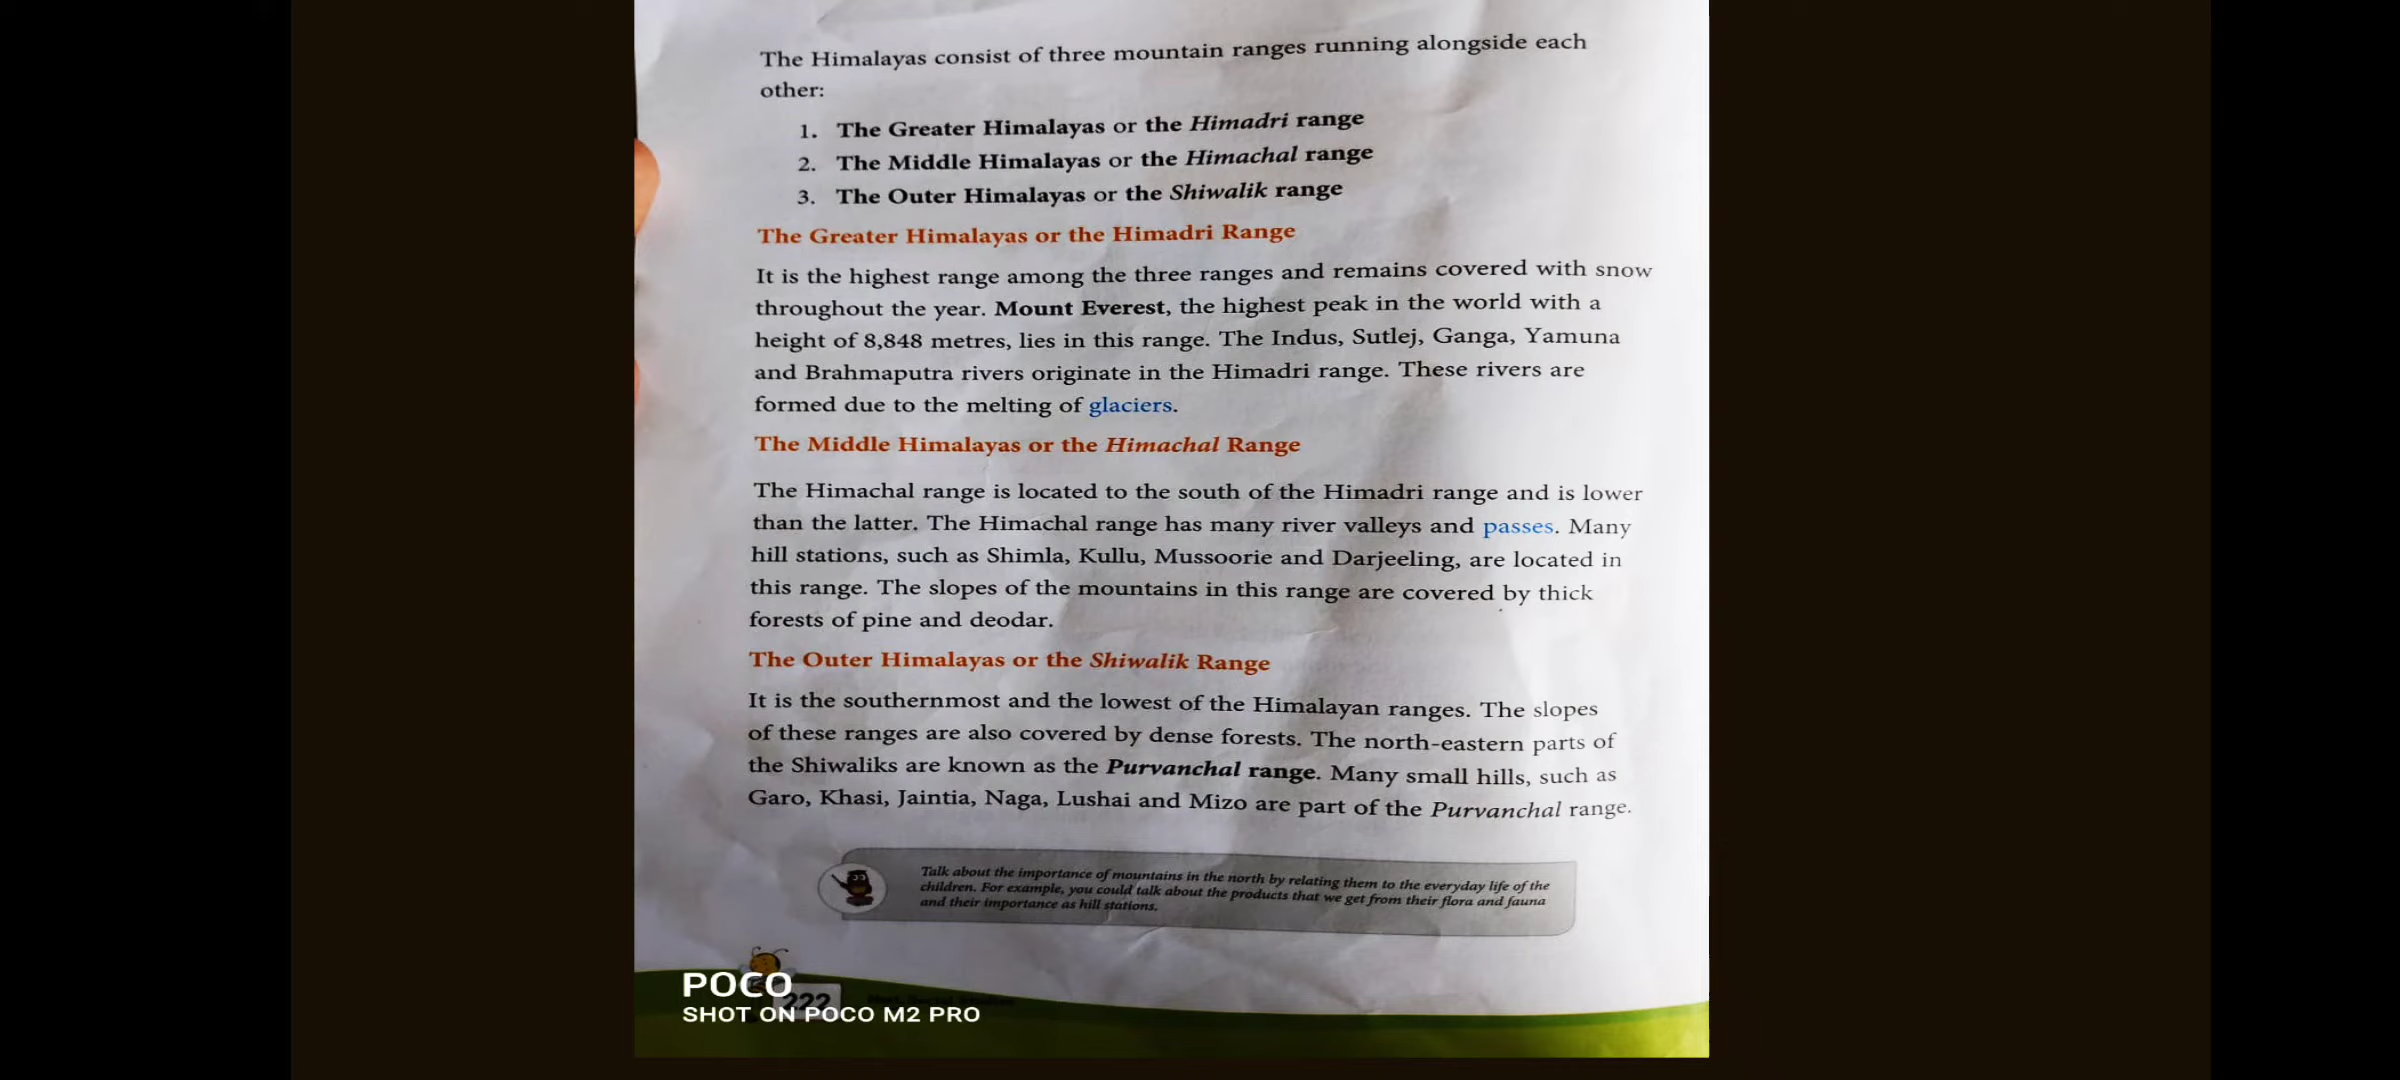 The Himalayas consist of three mountain ranges running alongside each
other:
1. The Greater Himalayas or the Himadri range
2. The Middle Himalayas or the Himachal range
3. The Outer Himalayas or the Shiwalik range
The Greater Himalayas or the Himadri Range
It is the highest range among the three ranges and remains covered with snow
throughout the year. Mount Everest, the highest peak in the world with a
height of 8,848 metres, lies in this range. The Indus, Sutlej, Ganga, Yamuna
and Brahmaputra rivers originate in the Himadri range. These rivers are
formed due to the melting of glaciers.
The Middle Himalayas or the Himachal Range
The Himachal range is located to the south of the Himadri range and is lower
than the latter. The Himachal range has many river valleys and passes. Many
hill stations, such as Shimla, Kullu, Mussoorie and Darjeeling, are located in
this range. The slopes of the mountains in this range are covered by thick
forests of pine and deodar.
The Outer Himalayas or the Shiwalik Range
It is the southernmost and the lowest of the Himalayan ranges. The slopes
of these ranges are also covered by dense forests. The north-eastern parts of
the Shiwaliks are known as the Purvanchal range. Many small hills, such as
Garo, Khasi, Jaintia, Naga, Lushai and Mizo are part of the Purvanchal range.
Talk about the importance of mountains in the north by relating them to the everyday life of the
children. For example, you could talk about the products that we get from their flora and fauna
and their importance as hill stations.
POCO
222
SHOT ON POCO M2 PRO